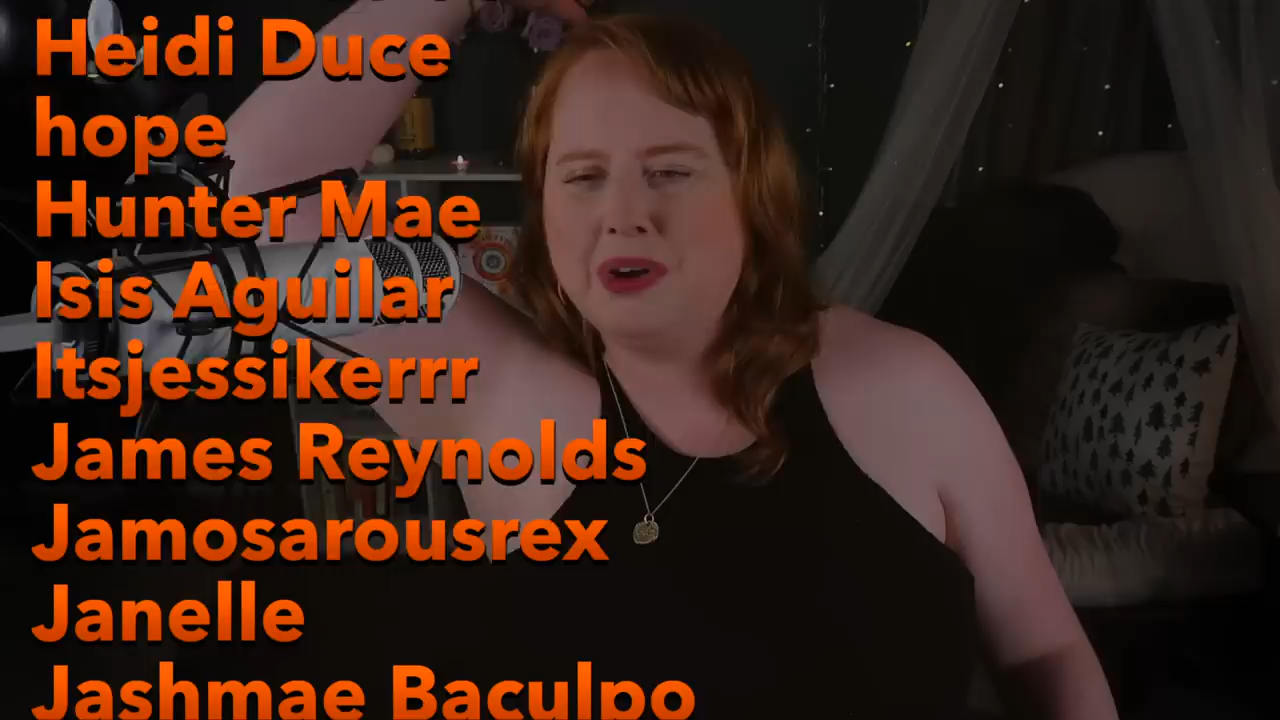 Heidi Duce
hope
Hunter Mae
Isis Aguilar
Itsjessikerrr
James Reynolds
Jamosarousrex
Janelle
Jashmae Baculpo